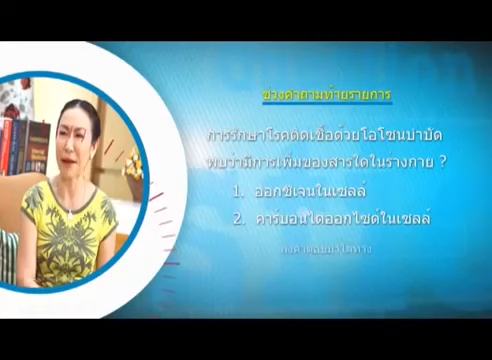 ช่วงคำถามท้ายรายการ
การรักษาโรคติดเชื้อด้วยโอโซนบำบัด
พบว่ามีการเพิ่มของสารใดในร่างกาย ?
1. ออกซิเจนในเซลล์
2. คาร์บอนไดออกไซด์ในเซลล์